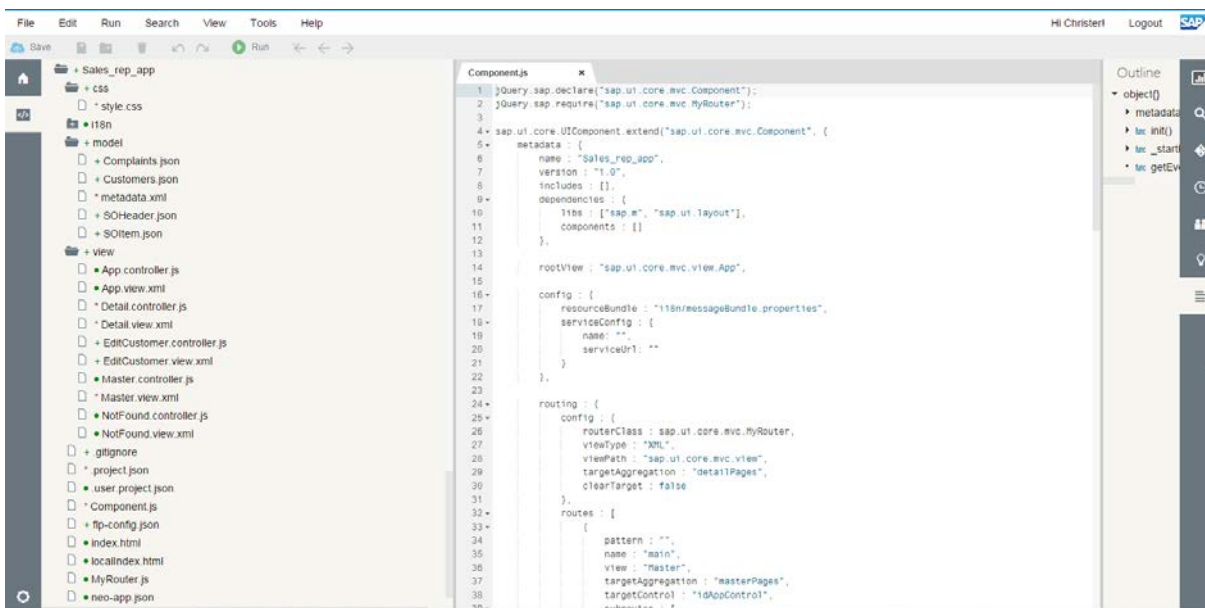 File Edit Run Search View Tools Help Hi Christer! Logout SAP
Save Run
+ Sales_rep_app
+ css
* style.css
i18n
+ model
+ Complaints.json
+ Customers.json
* metadata.xml
+ SOHeader.json
+ SOItem.json
+ view
App.controller.js
App.view.xml
* Detail.controller.js
* Detail.view.xml
+ EditCustomer.controller.js
+ EditCustomer.view.xml
Master.controller.js
* Master.view.xml
NotFound.controller.js
NotFound.view.xml
+ .gitignore
* .project.json
.user.project.json
* Component.js
+ flp-config.json
index.html
localIndex.html
MyRouter.js
neo-app.json
Component.js ×
1 jQuery.sap.declare("sap.ui.core.mvc.Component");
2 jQuery.sap.require("sap.ui.core.mvc.MyRouter");
3
4 sap.ui.core.UIComponent.extend("sap.ui.core.mvc.Component", {
5 metadata : {
6 name : "Sales_rep_app",
7 version : "1.0",
8 includes : [],
9 dependencies : {
10 libs : ["sap.m", "sap.ui.layout"],
11 components : []
12 },
13
14 rootView : "sap.ui.core.mvc.view.App",
15
16 config : {
17 resourceBundle : "i18n/messageBundle.properties",
18 serviceConfig : {
19 name: "",
20 serviceUrl: ""
21 }
22 },
23
24 routing : {
25 config : {
26 routerClass : sap.ui.core.mvc.MyRouter,
27 viewType : "XML",
28 viewPath : "sap.ui.core.mvc.view",
29 targetAggregation : "detailPages",
30 clearTarget : false
31 },
32 routes : [
33 {
34 pattern : "",
35 name : "main",
36 view : "Master",
37 targetAggregation : "masterPages",
38 targetControl : "idAppControl",
39 subroutes : [
Outline
object()
metadata
init()
_start
getEv